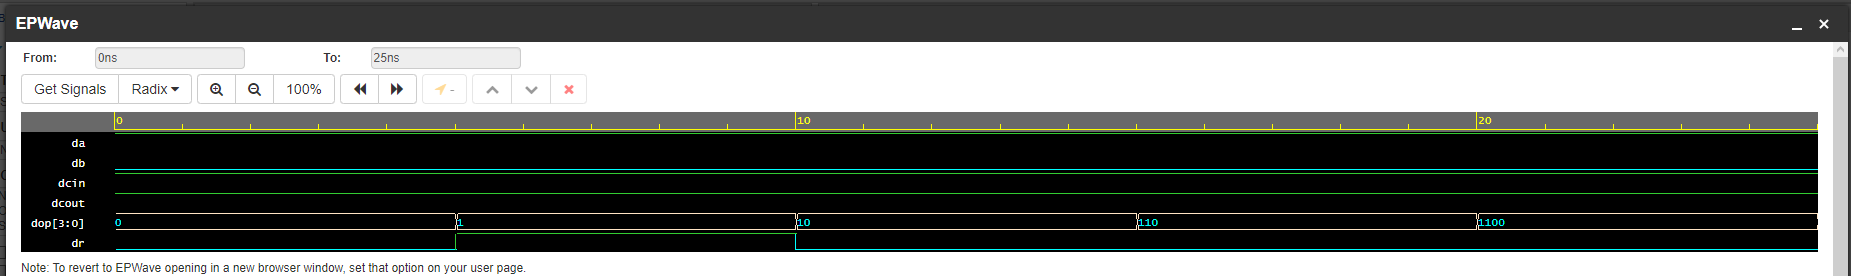 EPWave
From: 0ns To: 25ns
Get Signals Radix 100% -
0 10 20
da
db
dcin
dcout
dop[3:0] 0 1 10 110 1100
dr
Note: To revert to EPWave opening in a new browser window, set that option on your user page.